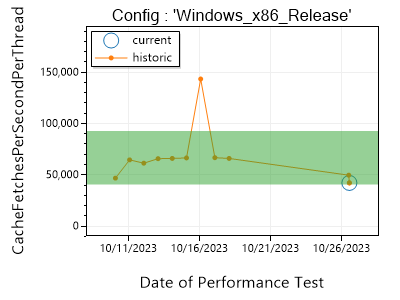 Config : 'Windows_x86_Release'
CacheFetchesPerSecondPerThread
current
historic
150,000
100,000
50,000
0
10/11/2023 10/16/2023 10/21/2023 10/26/2023
Date of Performance Test